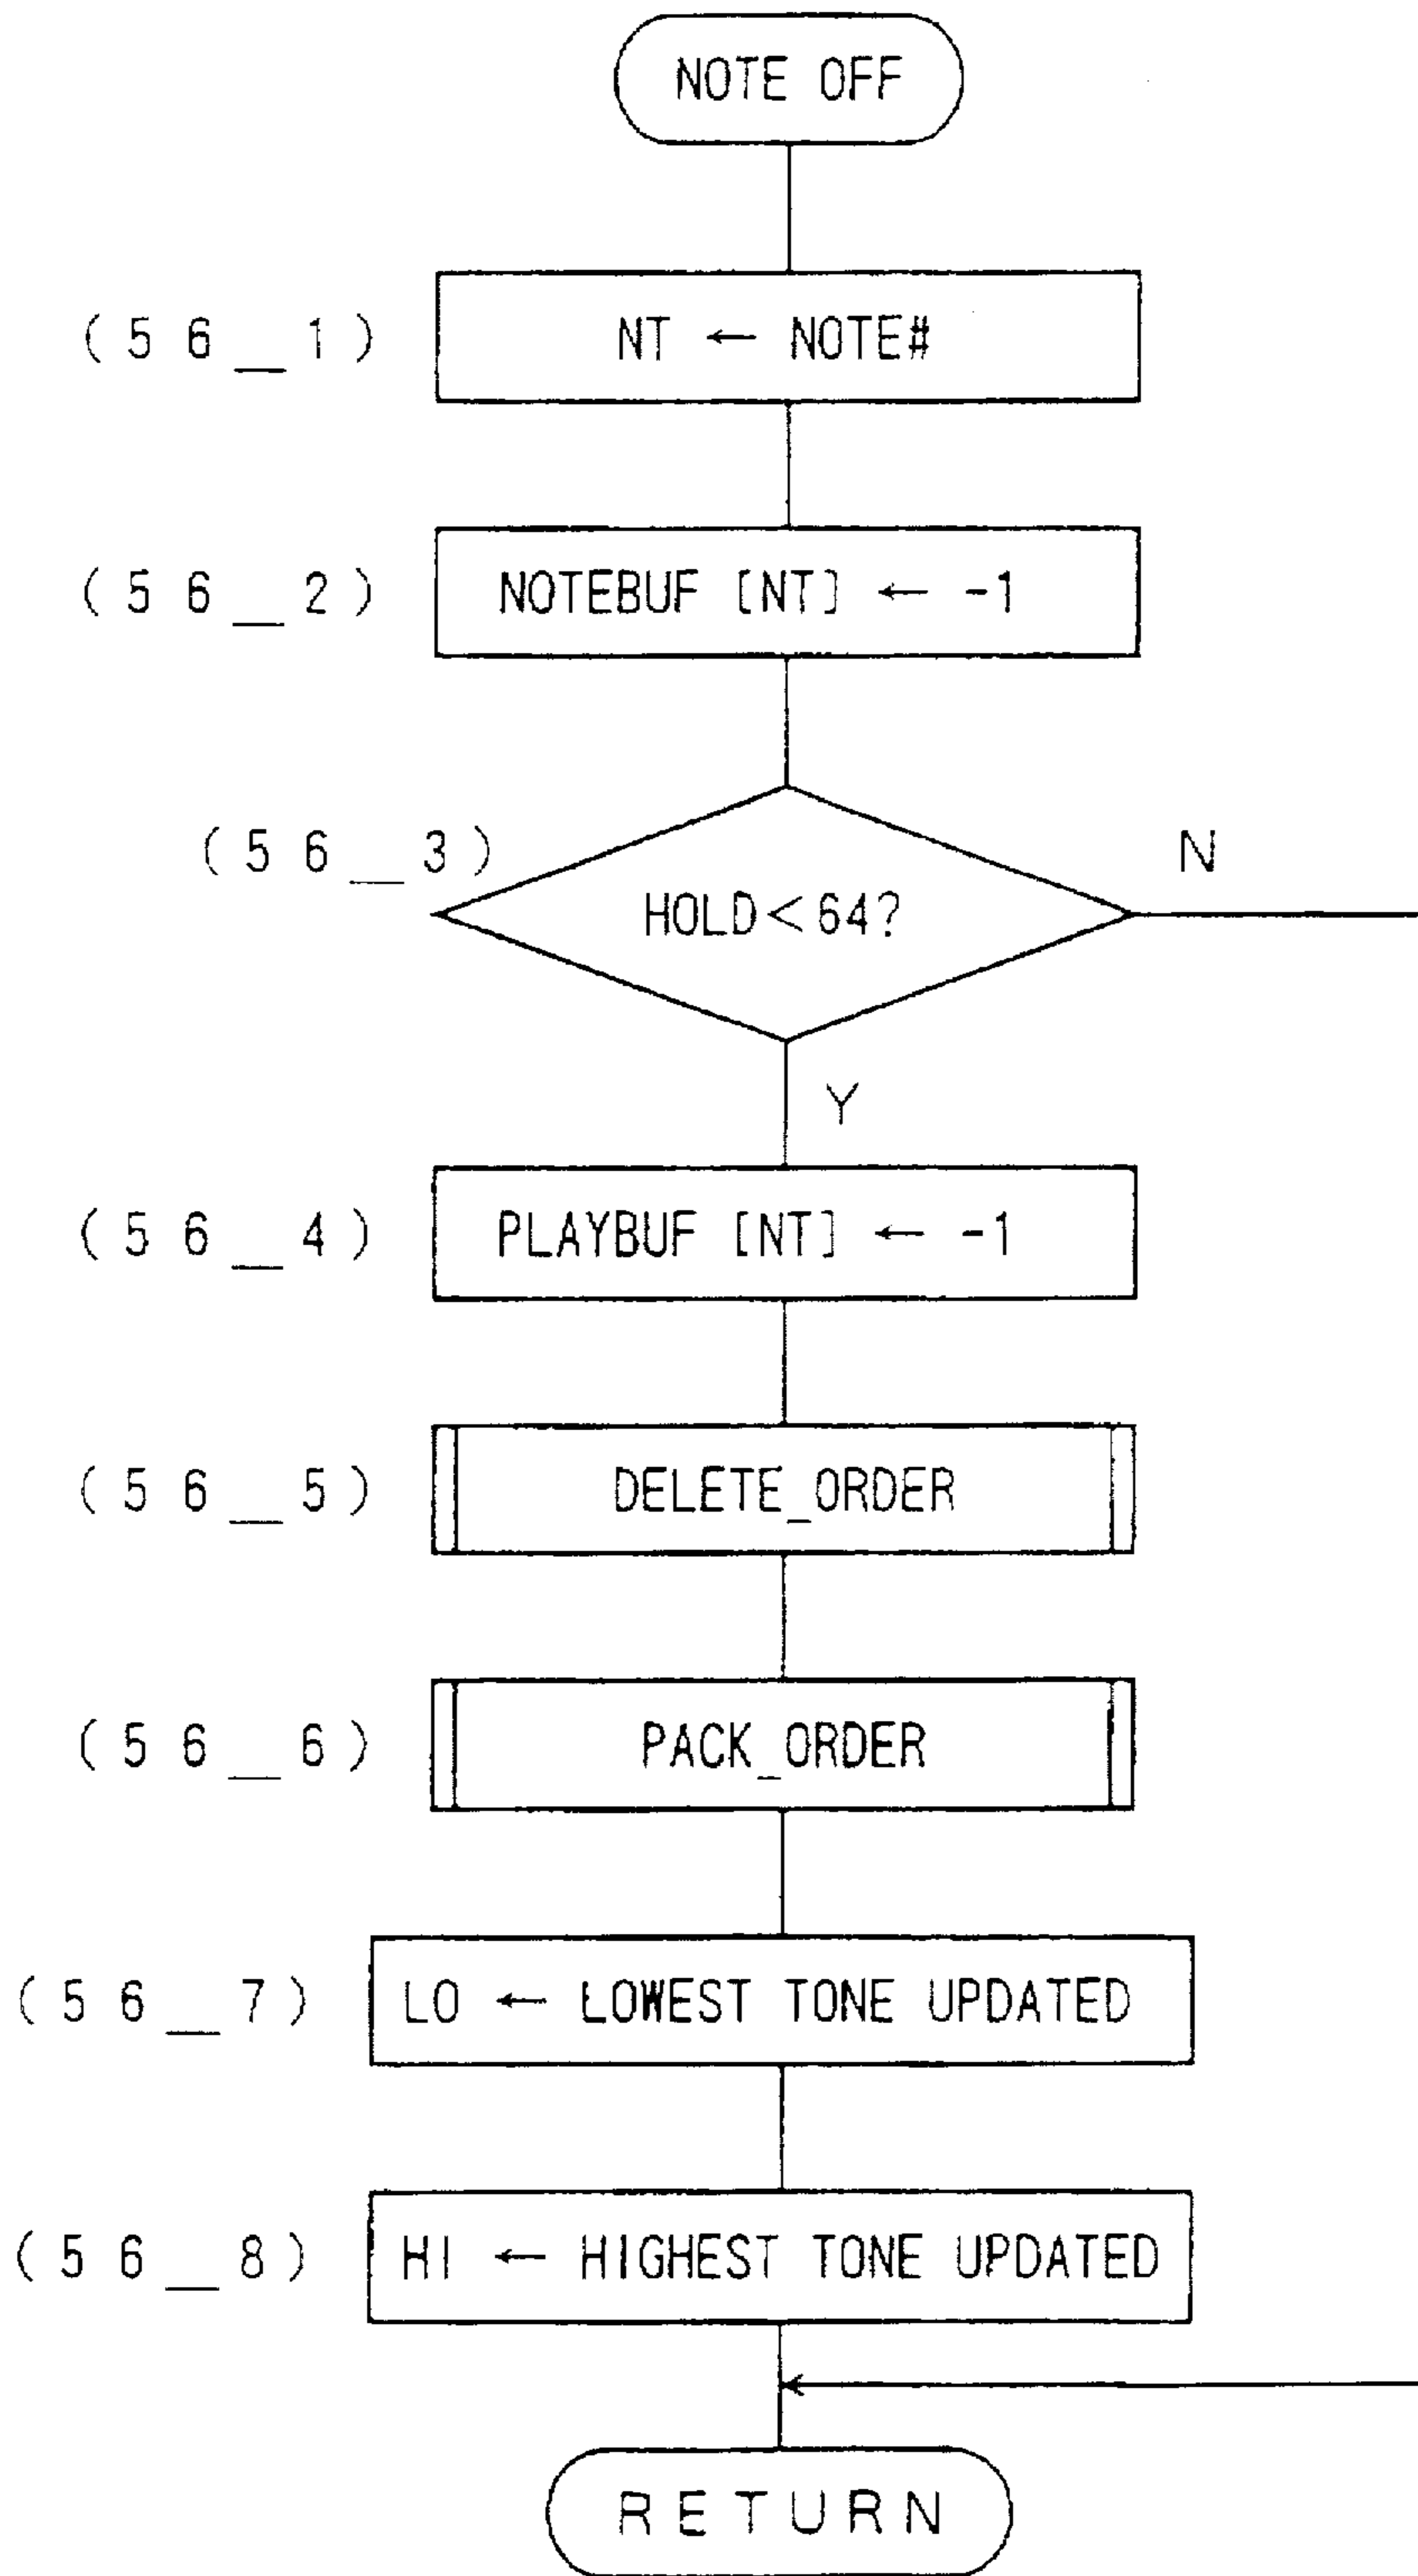 NOTE OFF
(56_1) NT ← NOTE#
(56_2) NOTEBUF [NT] ← -1
(56_3) HOLD<64? N
Y
(56_4) PLAYBUF [NT] ← -1
(56_5) DELETE_ORDER
(56_6) PACK_ORDER
(56_7) LO ← LOWEST TONE UPDATED
(56_8) HI ← HIGHEST TONE UPDATED
RETURN